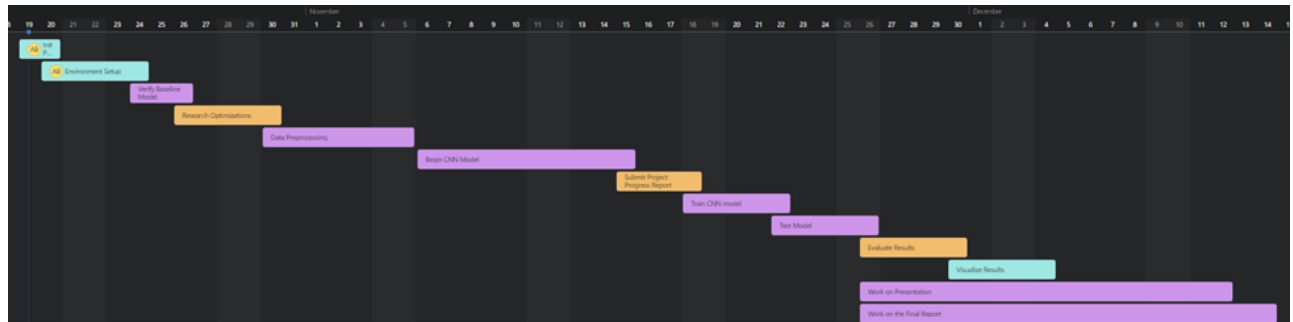 November December
19 20 21 22 23 24 25 26 27 28 29 30 31 1 2 3 4 5 6 7 8 9 10 11 12 13 14 15 16 17 18 19 20 21 22 23 24 25 26 27 28 29 30 1 2 3 4 5 6 7 8 9 10 11 12 13 14
AB Init
P...
AB Environment Setup
Verify Baseline
Model
Research Optimizations
Data Preprocessing
Begin CNN Model
Submit Project
Progress Report
Train CNN model
Test Model
Evaluate Results
Visualize Results
Work on Presentation
Work on the Final Report